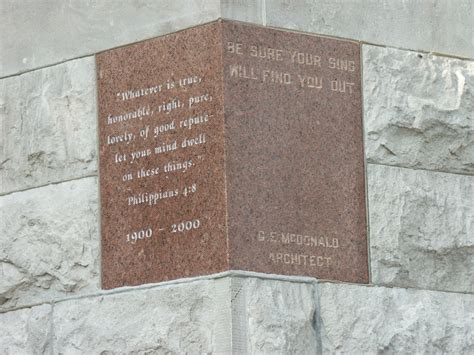 "Whatever is true,
honorable, right, pure,
lovely, of good repute–
let your mind dwell
on these things."
Philippians 4:8
1900 – 2000
BE SURE YOUR SINS
WILL FIND YOU OUT
G. E. McDONALD
ARCHITECT